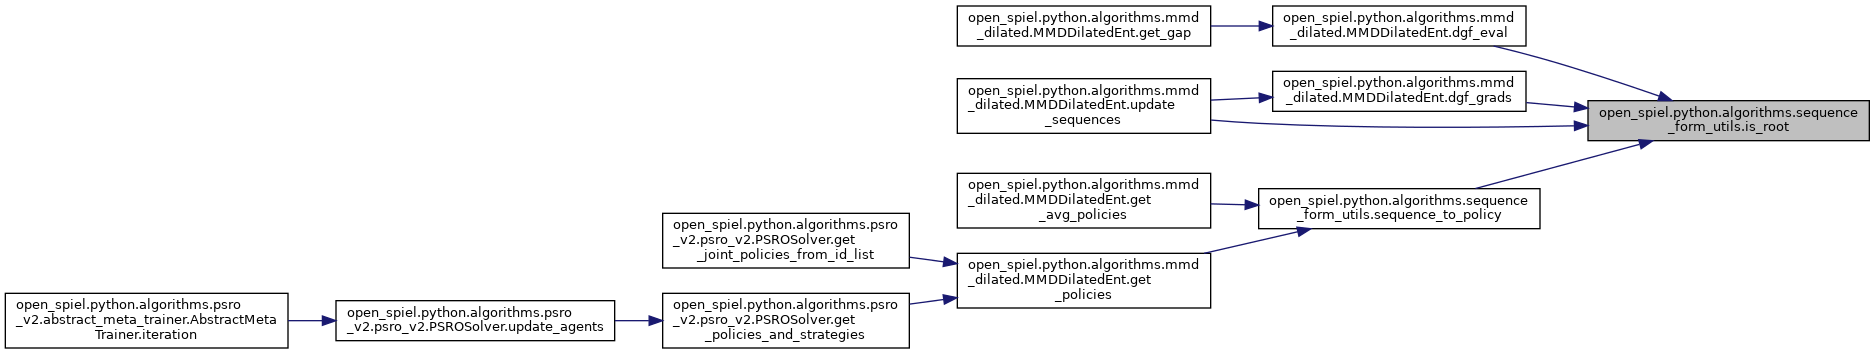 open_spiel.python.algorithms.mmd
_dilated.MMDDilatedEnt.get_gap
open_spiel.python.algorithms.mmd
_dilated.MMDDilatedEnt.dgf_eval
open_spiel.python.algorithms.mmd
_dilated.MMDDilatedEnt.update
_sequences
open_spiel.python.algorithms.mmd
_dilated.MMDDilatedEnt.dgf_grads
open_spiel.python.algorithms.sequence
_form_utils.is_root
open_spiel.python.algorithms.mmd
_dilated.MMDDilatedEnt.get
_avg_policies
open_spiel.python.algorithms.sequence
_form_utils.sequence_to_policy
open_spiel.python.algorithms.psro
_v2.psro_v2.PSROSolver.get
_joint_policies_from_id_list
open_spiel.python.algorithms.mmd
_dilated.MMDDilatedEnt.get
_policies
open_spiel.python.algorithms.psro
_v2.abstract_meta_trainer.AbstractMeta
Trainer.iteration
open_spiel.python.algorithms.psro
_v2.psro_v2.PSROSolver.update_agents
open_spiel.python.algorithms.psro
_v2.psro_v2.PSROSolver.get
_policies_and_strategies